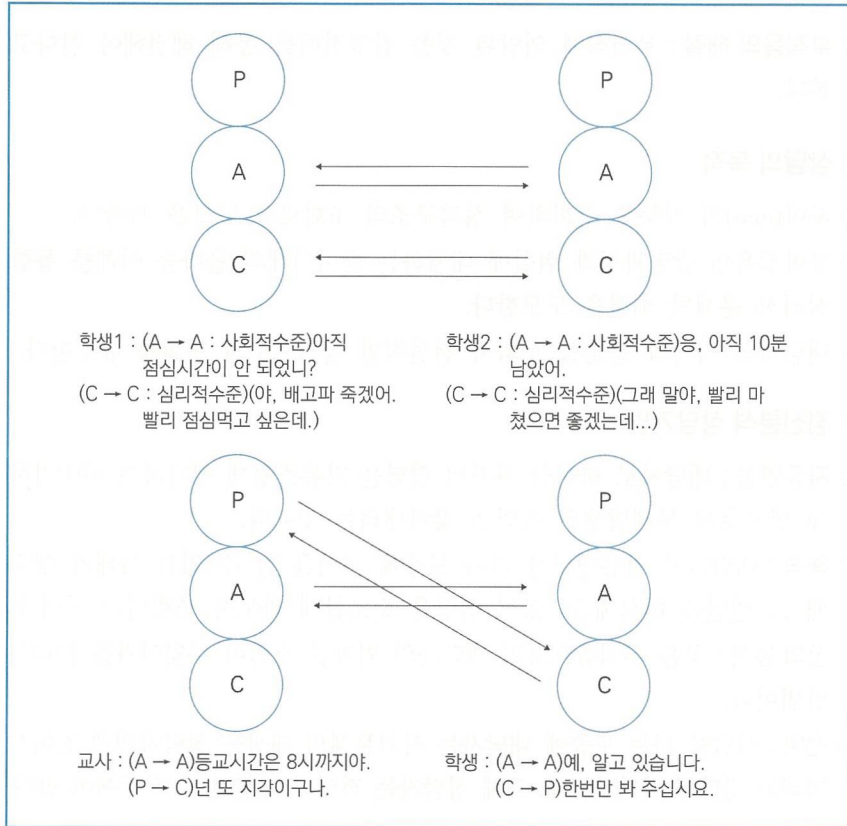 P
P
A
A
C
C
학생1 : (A → A : 사회적수준)아직
점심시간이 안 되었니?
(C → C : 심리적수준)(야, 배고파 죽겠어.
빨리 점심먹고 싶은데.)
학생2 : (A → A : 사회적수준)응, 아직 10분
남았어.
(C → C : 심리적수준)(그래 말야, 빨리 마
쳤으면 좋겠는데...)
P
P
A
A
C
C
교사 : (A → A)등교시간은 8시까지야.
(P → C)넌 또 지각이구나.
학생 : (A → A)예, 알고 있습니다.
(C → P)한번만 봐 주십시요.